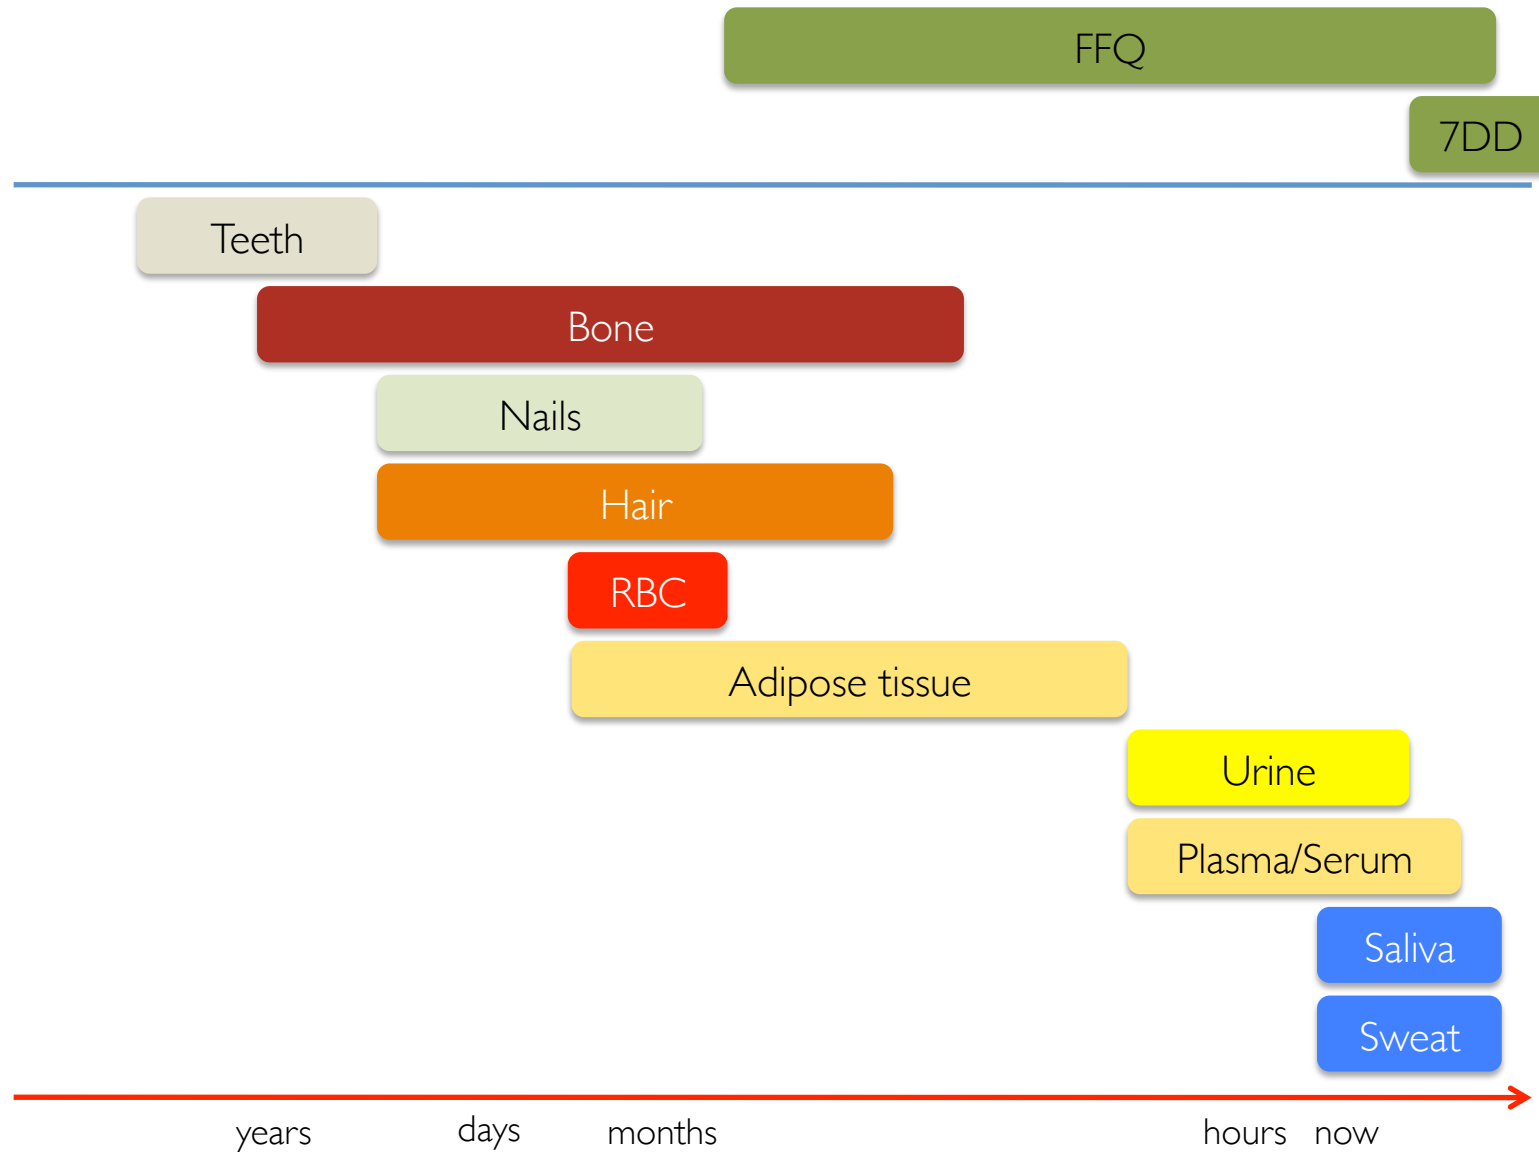 FFQ
7DD
Teeth
Bone
Nails
Hair
RBC
Adipose tissue
Urine
Plasma/Serum
Saliva
Sweat
years days months hours now